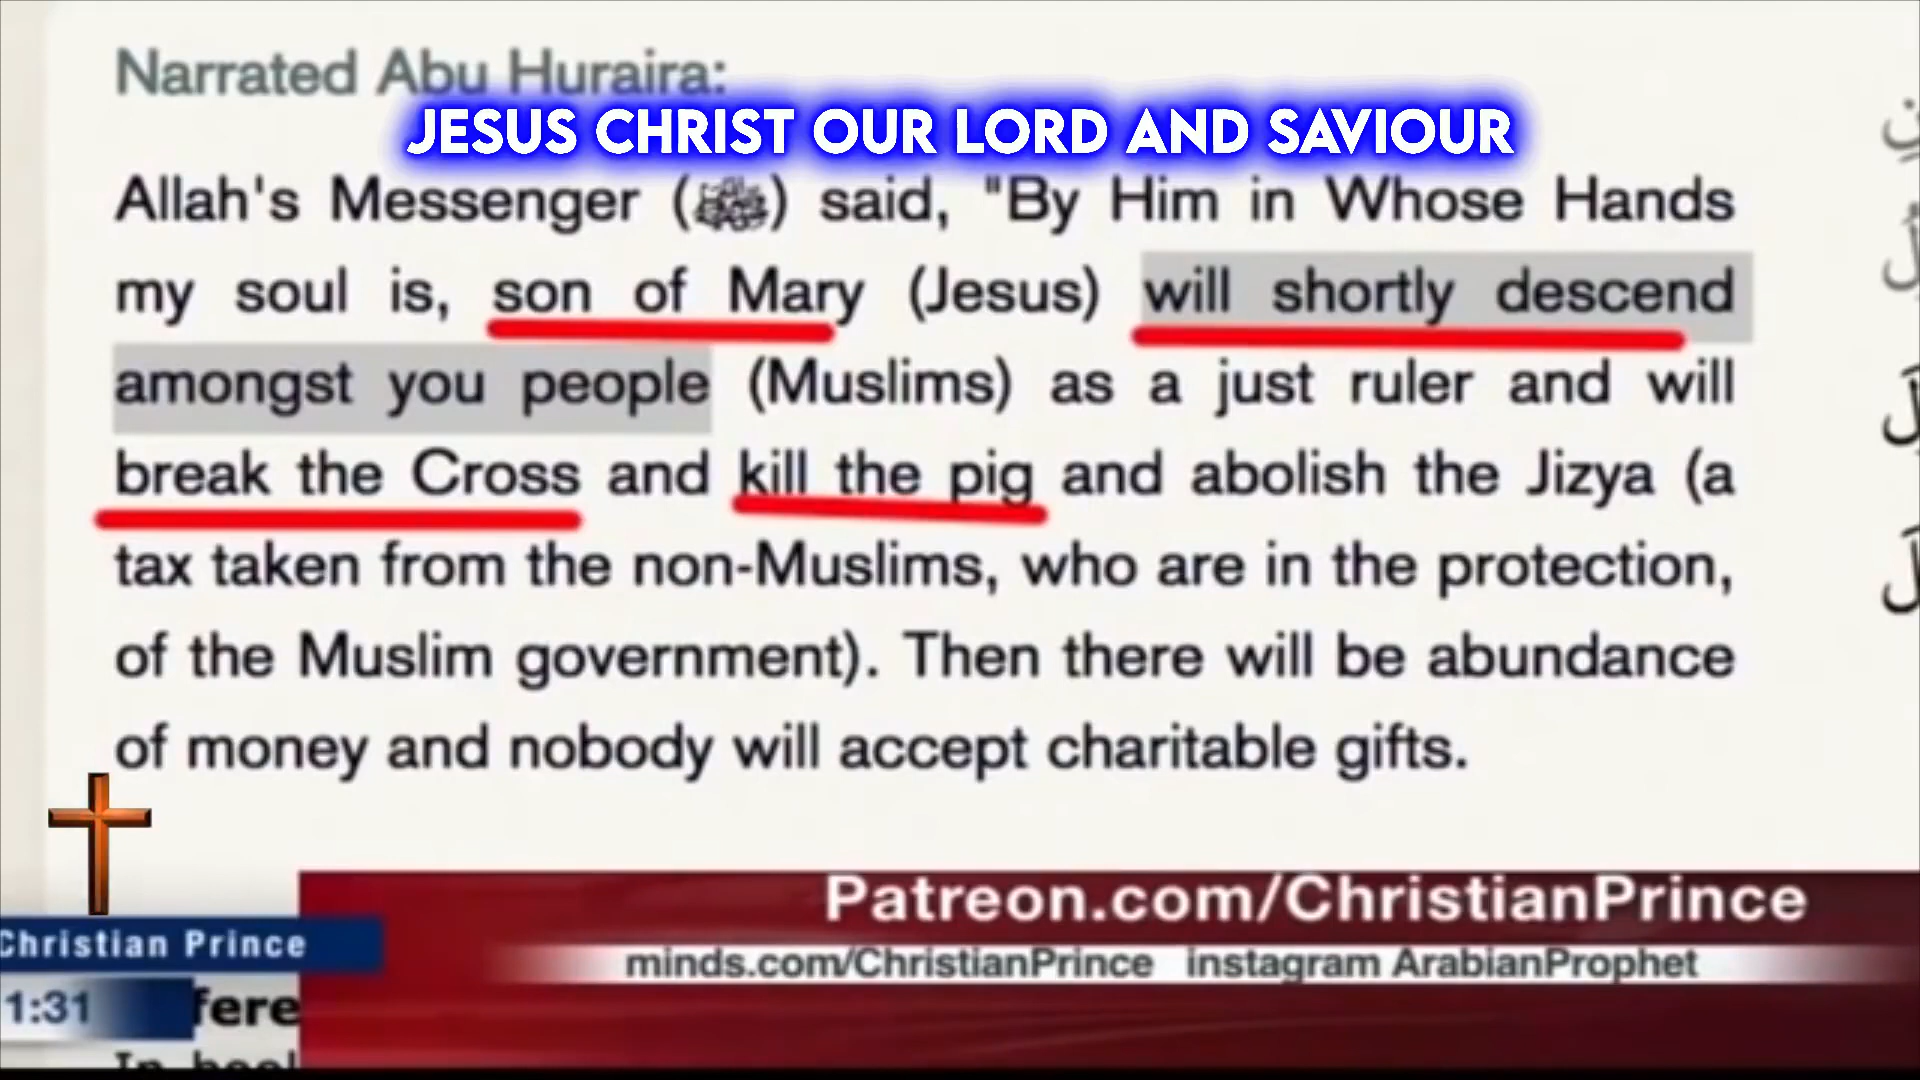 Narrated Abu Huraira:
JESUS CHRIST OUR LORD AND SAVIOUR
Allah's Messenger (ﷺ) said, "By Him in Whose Hands
my soul is, son of Mary (Jesus) will shortly descend
amongst you people (Muslims) as a just ruler and will
break the Cross and kill the pig and abolish the Jizya (a
tax taken from the non-Muslims, who are in the protection,
of the Muslim government). Then there will be abundance
of money and nobody will accept charitable gifts.
Patreon.com/ChristianPrince
Christian Prince
minds.com/ChristianPrince instagram ArabianProphet
1:31
fere